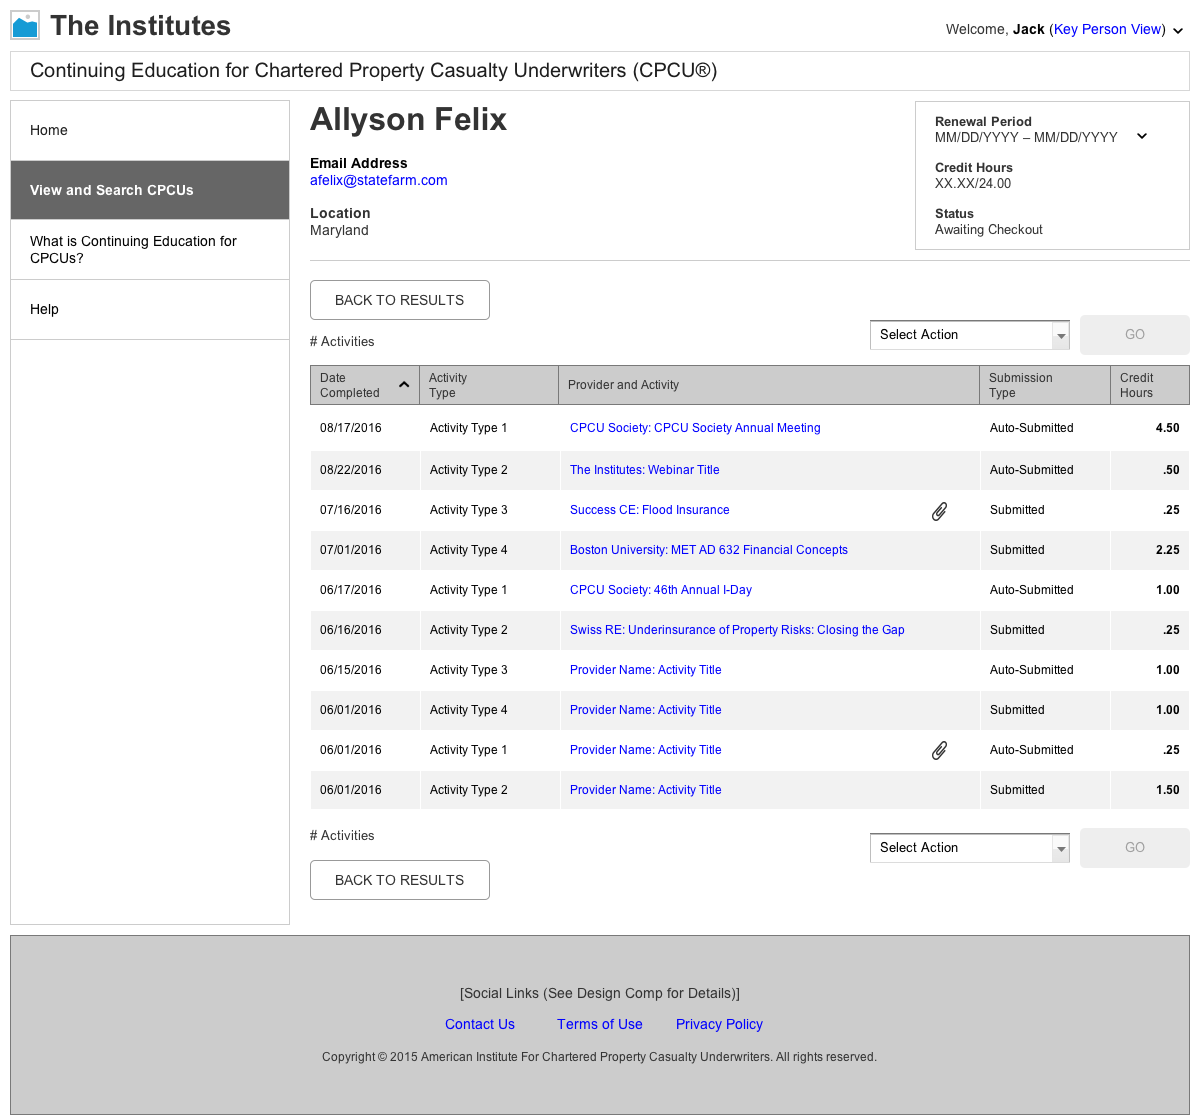 The Institutes
Welcome, Jack (Key Person View)
Continuing Education for Chartered Property Casualty Underwriters (CPCU®)
Home
View and Search CPCUs
What is Continuing Education for
CPCUs?
Help
Allyson Felix
Email Address
afelix@statefarm.com
Location
Maryland
Renewal Period
MM/DD/YYYY – MM/DD/YYYY
Credit Hours
XX.XX/24.00
Status
Awaiting Checkout
BACK TO RESULTS
# Activities
Select Action
GO
Date Completed Activity Type Provider and Activity Submission Type Credit Hours
08/17/2016 Activity Type 1 CPCU Society: CPCU Society Annual Meeting Auto-Submitted 4.50
08/22/2016 Activity Type 2 The Institutes: Webinar Title Auto-Submitted .50
07/16/2016 Activity Type 3 Success CE: Flood Insurance Submitted .25
07/01/2016 Activity Type 4 Boston University: MET AD 632 Financial Concepts Submitted 2.25
06/17/2016 Activity Type 1 CPCU Society: 46th Annual I-Day Auto-Submitted 1.00
06/16/2016 Activity Type 2 Swiss RE: Underinsurance of Property Risks: Closing the Gap Submitted .25
06/15/2016 Activity Type 3 Provider Name: Activity Title Auto-Submitted 1.00
06/01/2016 Activity Type 4 Provider Name: Activity Title Submitted 1.00
06/01/2016 Activity Type 1 Provider Name: Activity Title Auto-Submitted .25
06/01/2016 Activity Type 2 Provider Name: Activity Title Submitted 1.50
# Activities
Select Action
GO
BACK TO RESULTS
[Social Links (See Design Comp for Details)]
Contact Us Terms of Use Privacy Policy
Copyright © 2015 American Institute For Chartered Property Casualty Underwriters. All rights reserved.